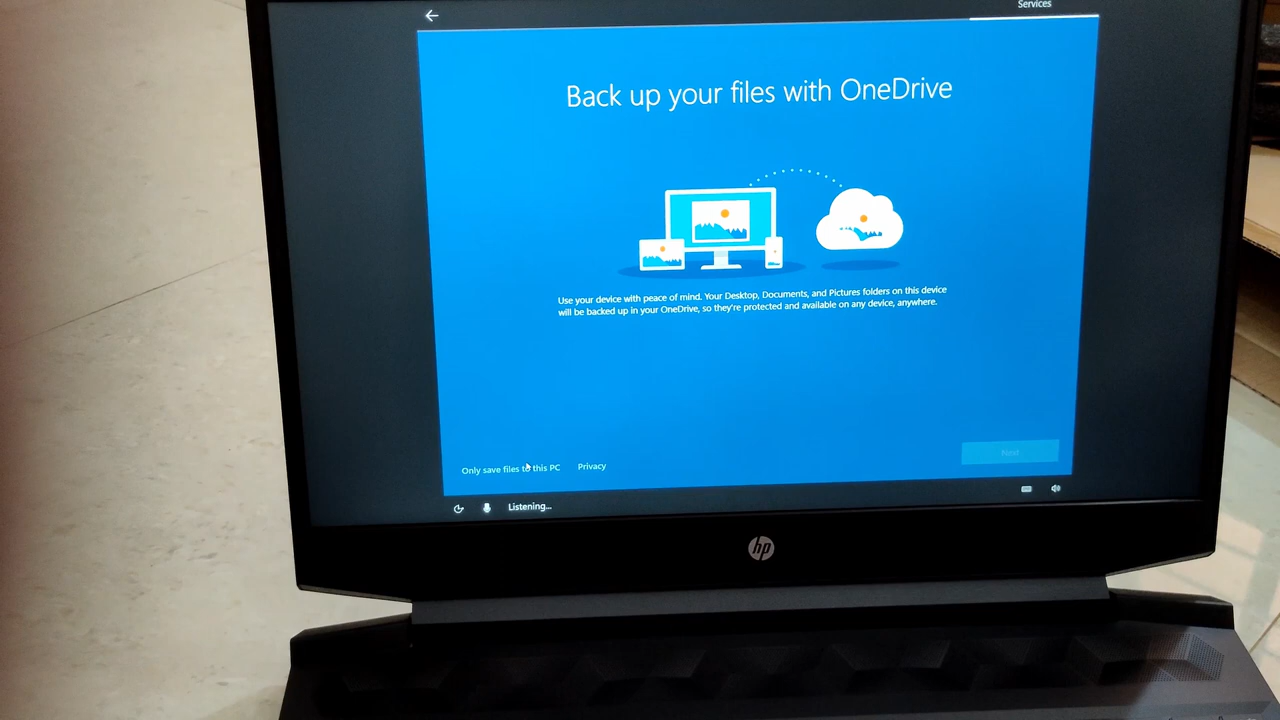 Services
Back up your files with OneDrive
Use your device with peace of mind. Your Desktop, Documents, and Pictures folders on this device
will be backed up in your OneDrive, so they're protected and available on any device, anywhere.
Next
Only save files to this PC Privacy
Listening...
hp